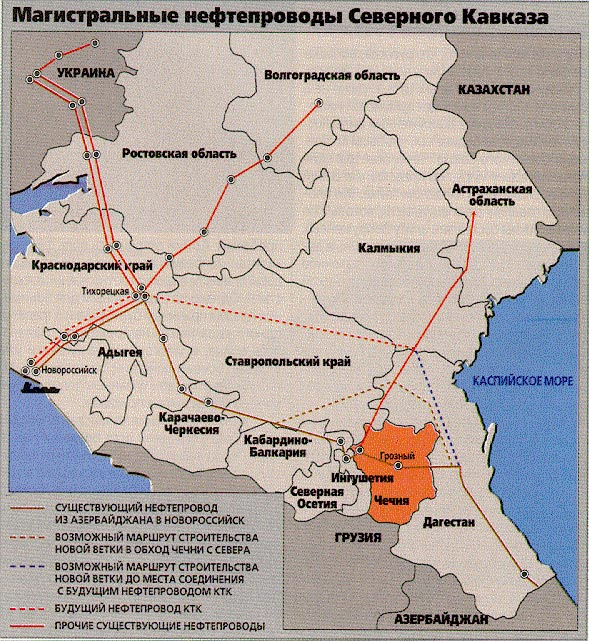 Магистральные нефтепроводы Северного Кавказа
УКРАИНА
Волгоградская область
КАЗАХСТАН
Ростовская область
Астраханская
область
Калмыкия
Краснодарский край
Тихорецкая
Адыгея
Ставропольский край
Новороссийск
КАСПИЙСКОЕ МОРЕ
Карачаево-
Черкесия
Кабардино-
Балкария
Грозный
Ингушетия
Северная
Осетия
Чечня
Дагестан
ГРУЗИЯ
АЗЕРБАЙДЖАН
СУЩЕСТВУЮЩИЙ НЕФТЕПРОВОД
ИЗ АЗЕРБАЙДЖАНА В НОВОРОССИЙСК
ВОЗМОЖНЫЙ МАРШРУТ СТРОИТЕЛЬСТВА
НОВОЙ ВЕТКИ В ОБХОД ЧЕЧНИ С СЕВЕРА
ВОЗМОЖНЫЙ МАРШРУТ СТРОИТЕЛЬСТВА
НОВОЙ ВЕТКИ ДО МЕСТА СОЕДИНЕНИЯ
С БУДУЩИМ НЕФТЕПРОВОДОМ КТК
БУДУЩИЙ НЕФТЕПРОВОД КТК
ПРОЧИЕ СУЩЕСТВУЮЩИЕ НЕФТЕПРОВОДЫ